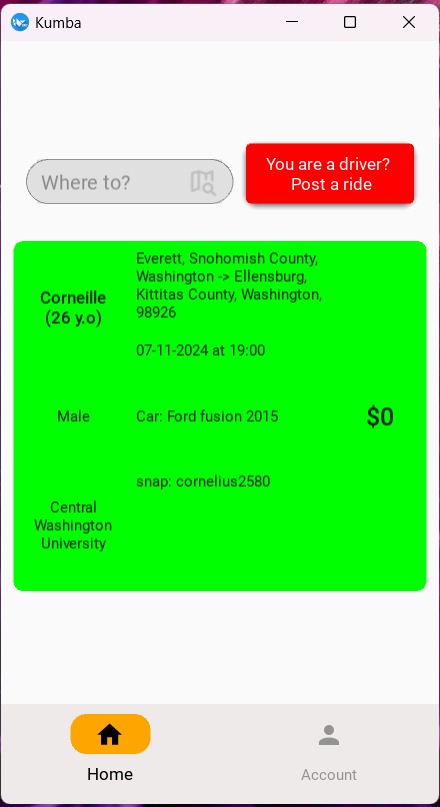 Kumba
Where to?
You are a driver?
Post a ride
Corneille
(26 y.o)
Male
Central
Washington
University
Everett, Snohomish County,
Washington -> Ellensburg,
Kittitas County, Washington,
98926
07-11-2024 at 19:00
Car: Ford fusion 2015
snap: cornelius2580
$0
Home
Account